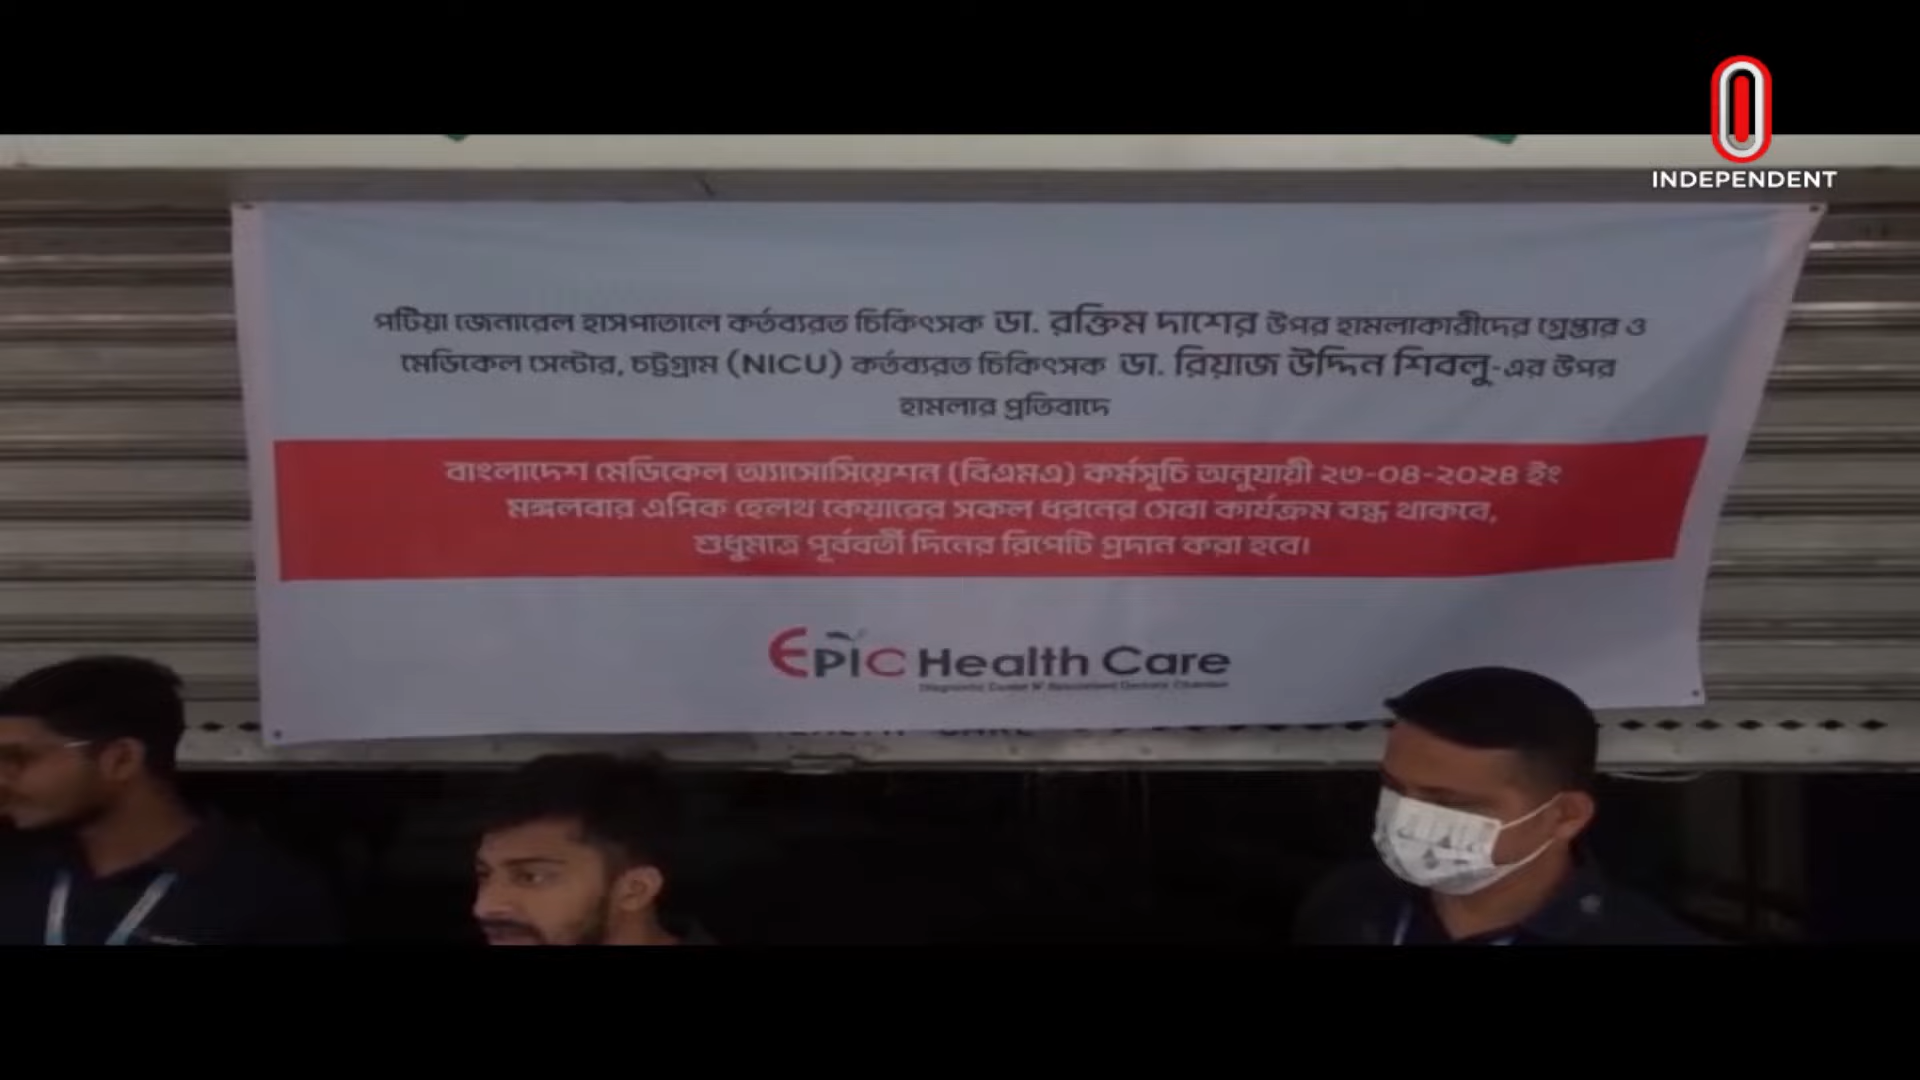 INDEPENDENT
পটিয়া জেনারেল হাসপাতালে কর্তব্যরত চিকিৎসক ডা. রক্তিম দাশের উপর হামলাকারীদের গ্রেপ্তার ও
মেডিকেল সেন্টার, চট্টগ্রাম (NICU) কর্তব্যরত চিকিৎসক ডা. রিয়াজ উদ্দিন শিবলু-এর উপর
হামলার প্রতিবাদে
বাংলাদেশ মেডিকেল অ্যাসোসিয়েশন (বিএমএ) কর্মসূচি অনুযায়ী ২৩-০৪-২০২৪ ইং
মঙ্গলবার এপিক হেলথ কেয়ারের সকল ধরনের সেবা কার্যক্রম বন্ধ থাকবে,
শুধুমাত্র পূর্ববর্তী দিনের রিপোর্ট প্রদান করা হবে।
Epic Health Care